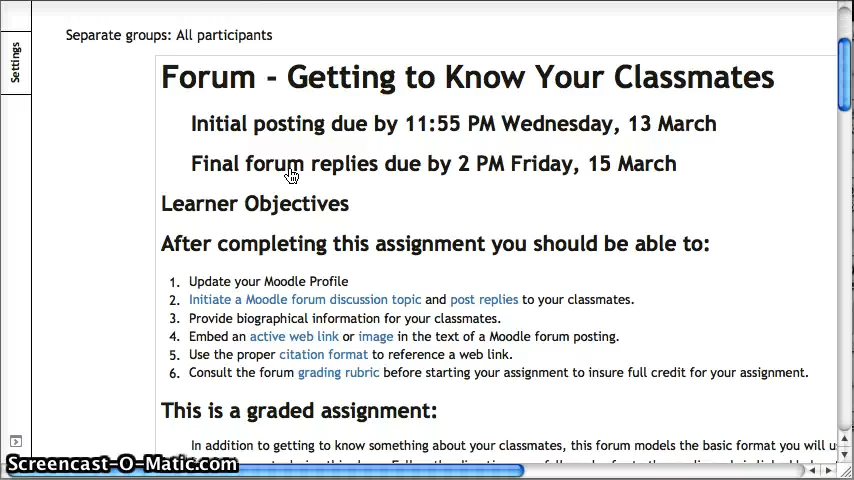 Separate groups: All participants
Settings
Forum - Getting to Know Your Classmates
Initial posting due by 11:55 PM Wednesday, 13 March
Final forum replies due by 2 PM Friday, 15 March
Learner Objectives
After completing this assignment you should be able to:
1. Update your Moodle Profile
2. Initiate a Moodle forum discussion topic and post replies to your classmates.
3. Provide biographical information for your classmates.
4. Embed an active web link or image in the text of a Moodle forum posting.
5. Use the proper citation format to reference a web link.
6. Consult the forum grading rubric before starting your assignment to insure full credit for your assignment.
This is a graded assignment:
In addition to getting to know something about your classmates, this forum models the basic format you will
Screencast-O-Matic.com